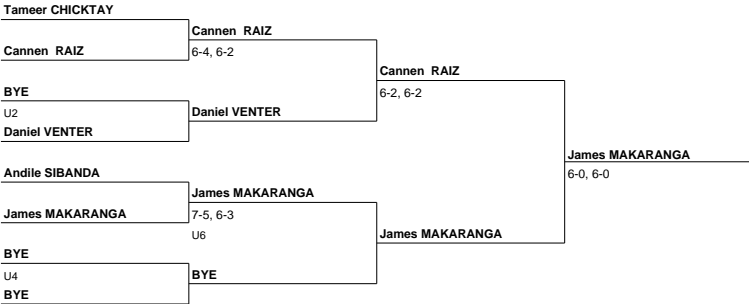 Tameer CHICKTAY
Cannen RAIZ
6-4, 6-2
Cannen RAIZ
Cannen RAIZ
6-2, 6-2
BYE
U2
Daniel VENTER
Daniel VENTER
James MAKARANGA
6-0, 6-0
Andile SIBANDA
James MAKARANGA
7-5, 6-3
U6
James MAKARANGA
James MAKARANGA
BYE
U4
BYE
BYE